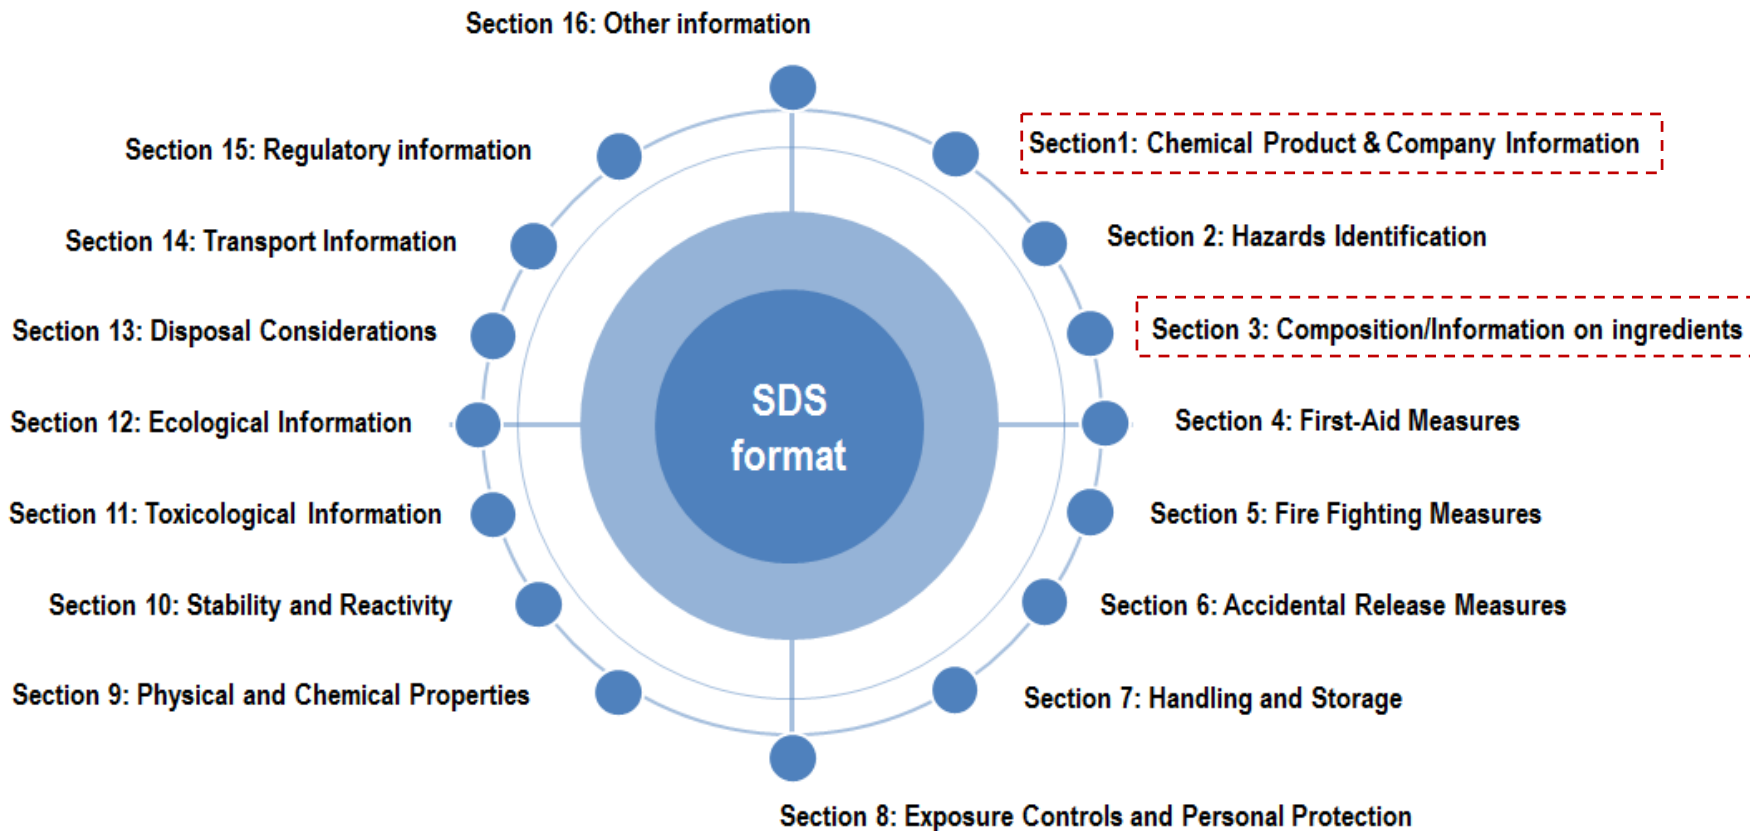 Section 16: Other information
Section1: Chemical Product & Company Information
Section 15: Regulatory information
Section 2: Hazards Identification
Section 14: Transport Information
Section 3: Composition/Information on ingredients
Section 13: Disposal Considerations
SDS
format
Section 4: First-Aid Measures
Section 12: Ecological Information
Section 5: Fire Fighting Measures
Section 11: Toxicological Information
Section 6: Accidental Release Measures
Section 10: Stability and Reactivity
Section 7: Handling and Storage
Section 9: Physical and Chemical Properties
Section 8: Exposure Controls and Personal Protection